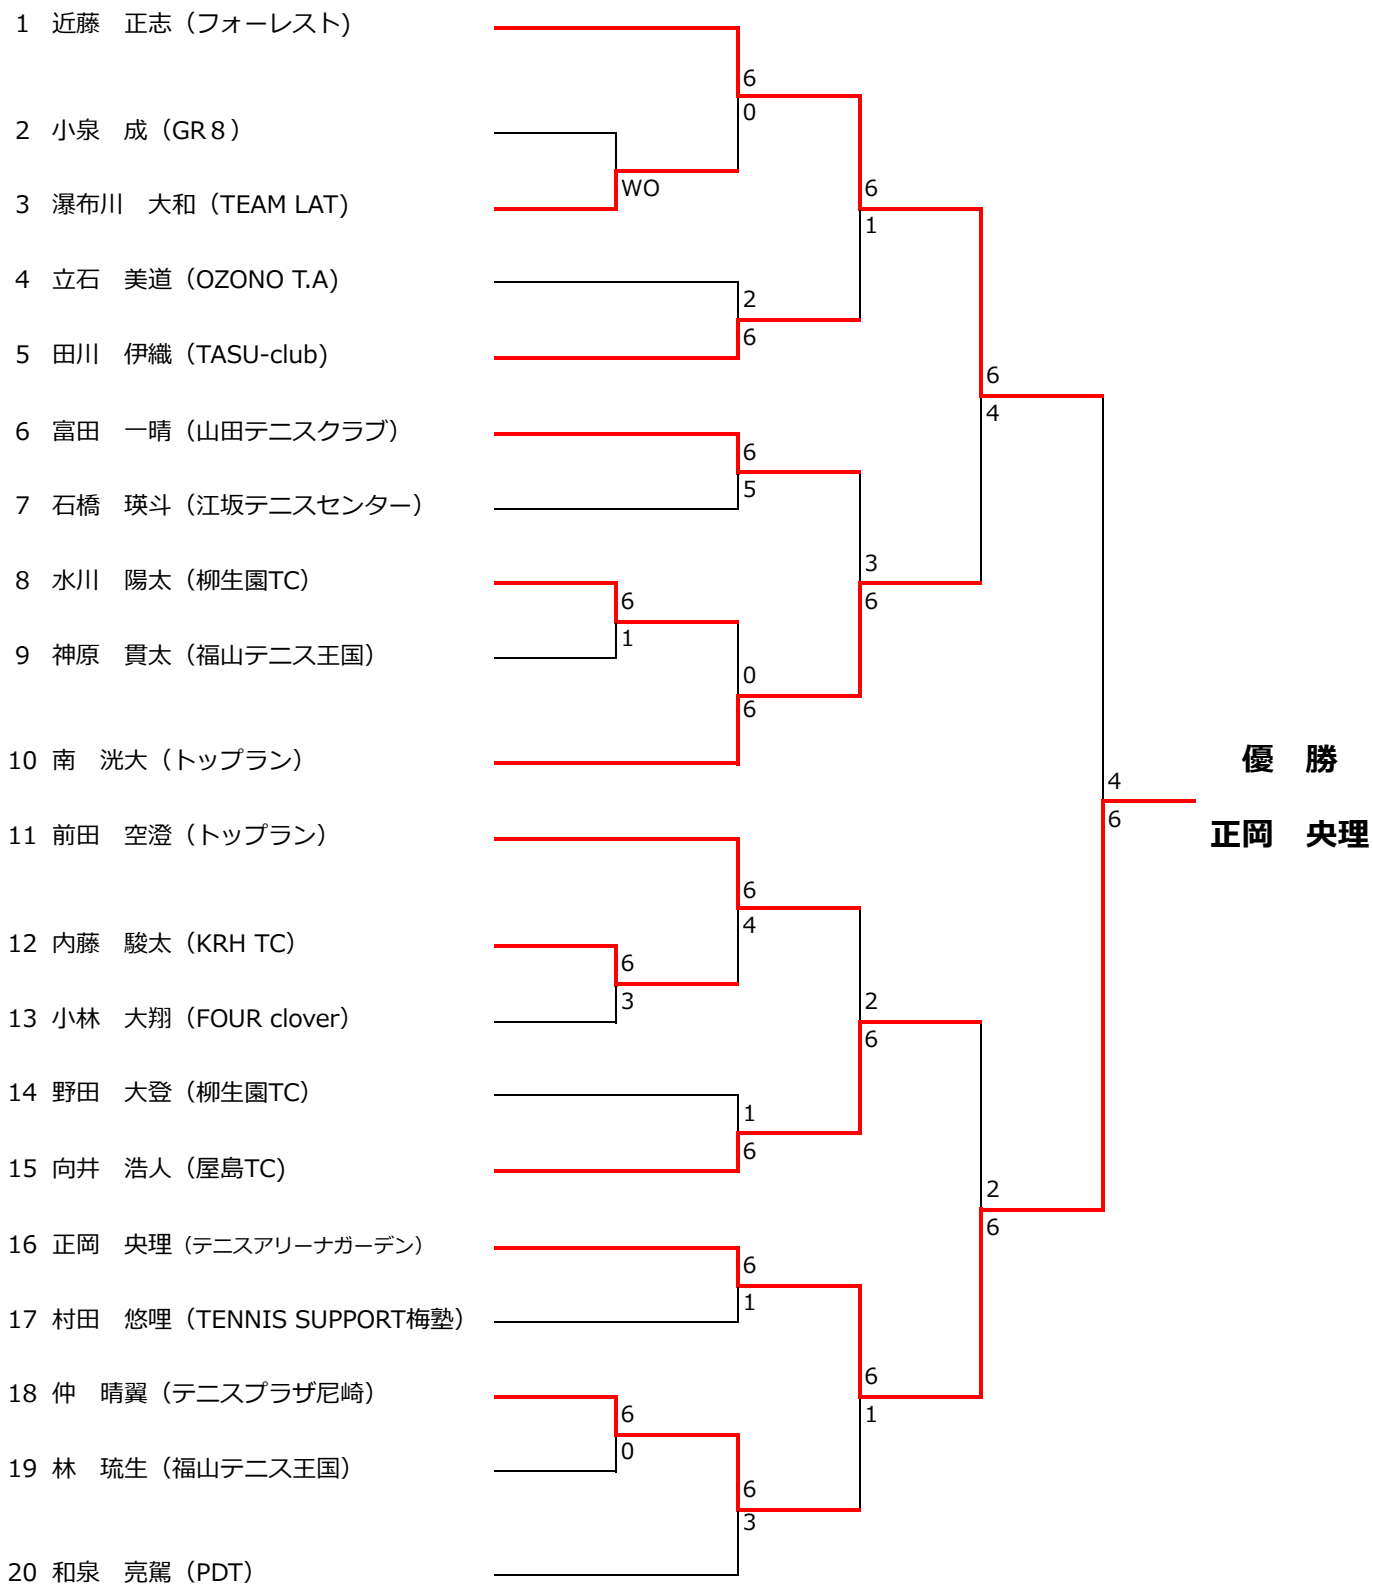 1 近藤　正志（フォーレスト)
6
0
2 小泉　成（GR８）
WO
3 瀑布川　大和（TEAM LAT)
6
1
4 立石　美道（OZONO T.A)
2
6
5 田川　伊織（TASU-club)
6
4
6 富田　一晴（山田テニスクラブ）
6
5
7 石橋　瑛斗（江坂テニスセンター）
3
6
8 水川　陽太（柳生園TC）
6
1
9 神原　貫太（福山テニス王国）
0
6
10 南　洸大（トップラン）
優　勝
4
6
正岡　央理
11 前田　空澄（トップラン）
6
4
12 内藤　駿太（KRH TC）
6
3
13 小林　大翔（FOUR clover）
2
6
14 野田　大登（柳生園TC）
1
6
15 向井　浩人（屋島TC)
2
6
16 正岡　央理（テニスアリーナガーデン）
6
1
17 村田　悠哩（TENNIS SUPPORT梅塾）
6
1
18 仲　晴翼（テニスプラザ尼崎）
6
0
19 林　琉生（福山テニス王国）
6
3
20 和泉　亮駕（PDT）